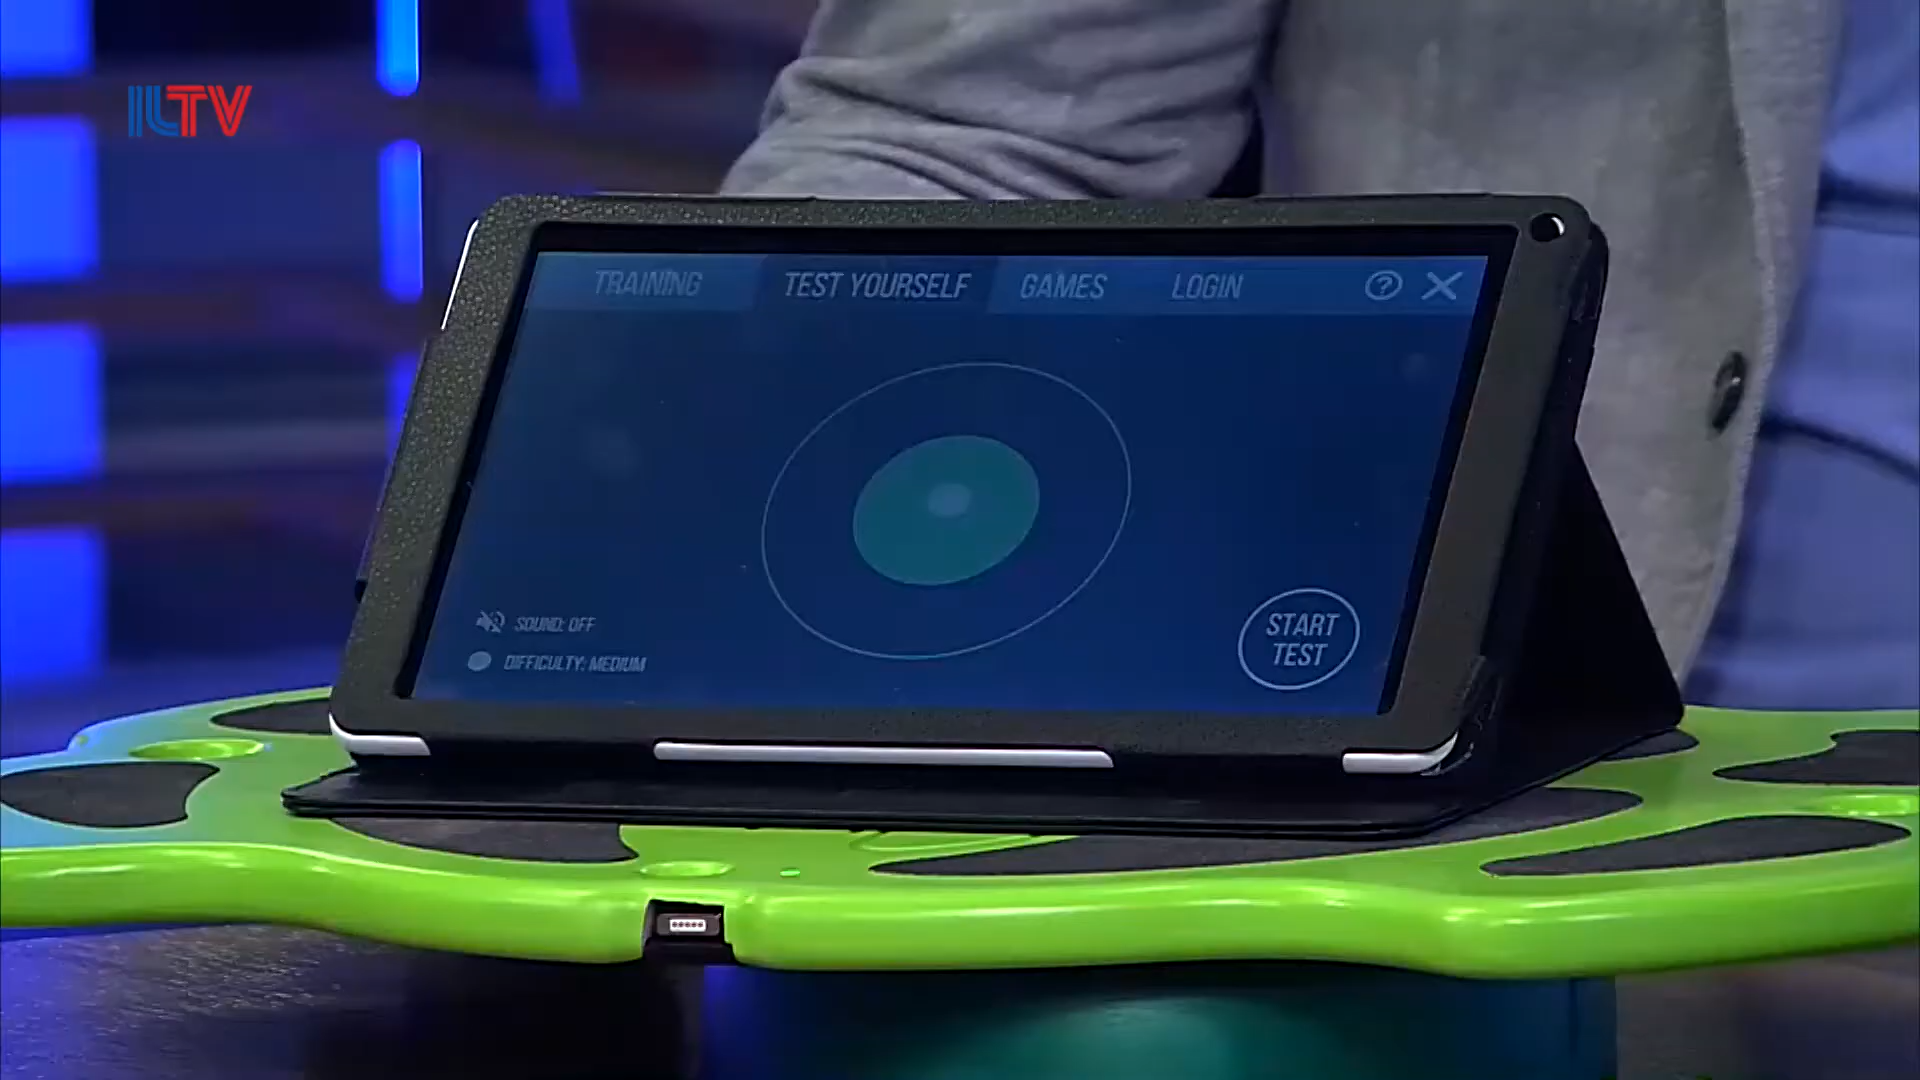 ILTV
TRAINING TEST YOURSELF GAMES LOGIN ?
SOUND: OFF
DIFFICULTY: MEDIUM
START
TEST